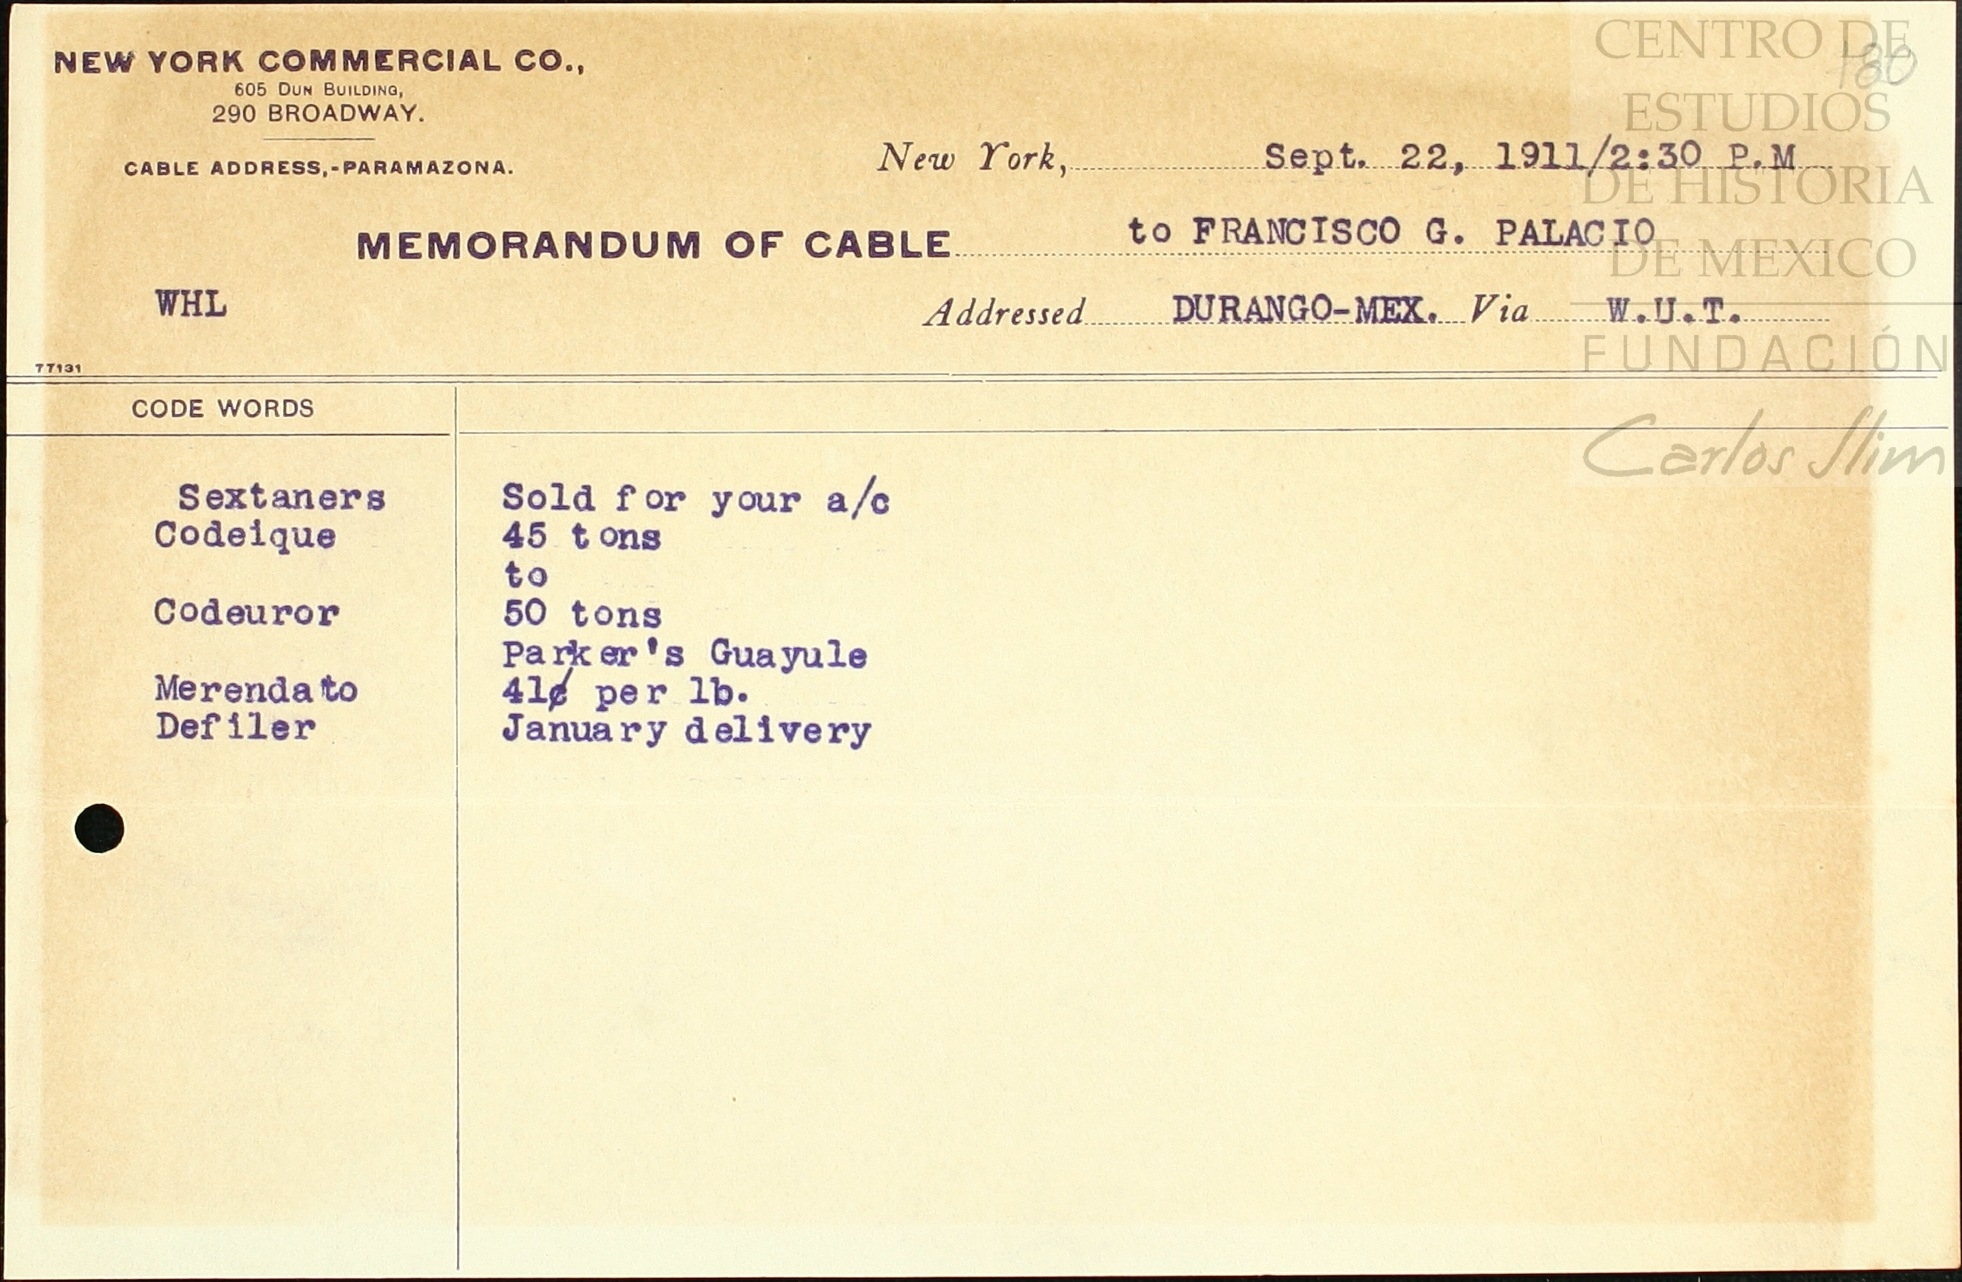 NEW YORK COMMERCIAL CO.,
605 DUN BUILDING,
290 BROADWAY.
CABLE ADDRESS,-PARAMAZONA.
180
New York, Sept. 22, 1911/2:30 P.M
MEMORANDUM OF CABLE to FRANCISCO G. PALACIO
WHL Addressed DURANGO-MEX. Via W.U.T.
77131
CODE WORDS
Sextaners Sold for your a/c
Codeique 45 tons
to
Codeuror 50 tons
Parker's Guayule
Merendato 41¢ per lb.
Defiler January delivery
CENTRO DE
ESTUDIOS
DE HISTORIA
DE MEXICO
FUNDACIÓN
Carlos Slim